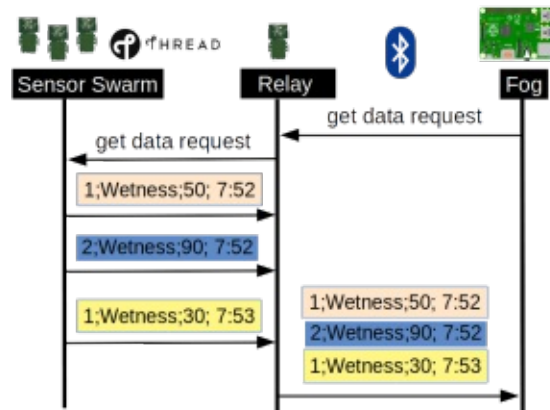 THREAD
Sensor Swarm
Relay
Fog
get data request
get data request
1;Wetness;50; 7:52
2;Wetness;90; 7:52
1;Wetness;30; 7:53
1;Wetness;50; 7:52
2;Wetness;90; 7:52
1;Wetness;30; 7:53